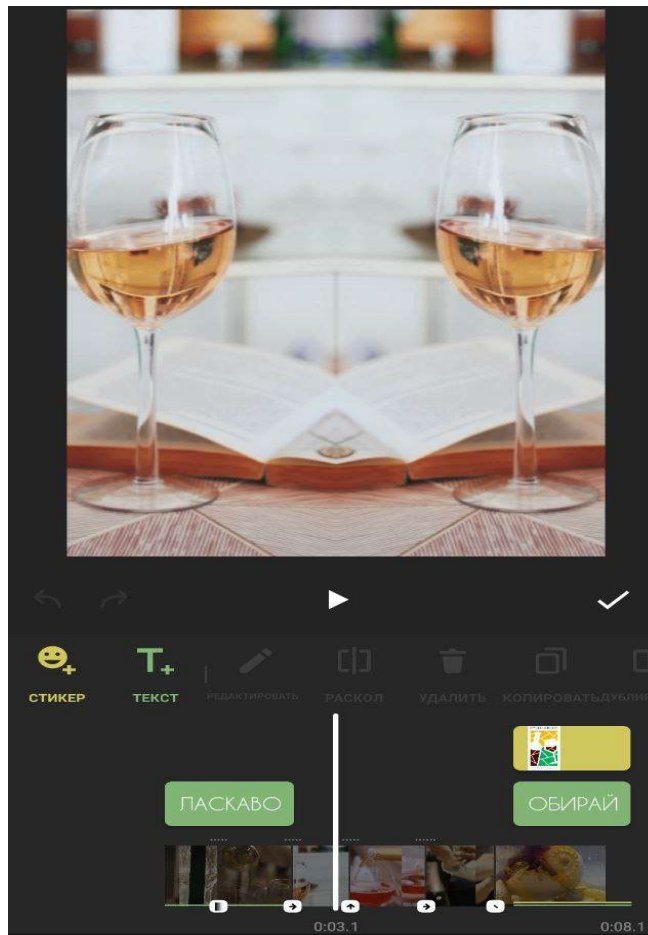 СТИКЕР ТЕКСТ РЕДАКТИРОВАТЬ РАСКОЛ УДАЛИТЬ КОПИРОВАТЬ
ЛАСКАВО ОБИРАЙ
0:03.1 0:08.1